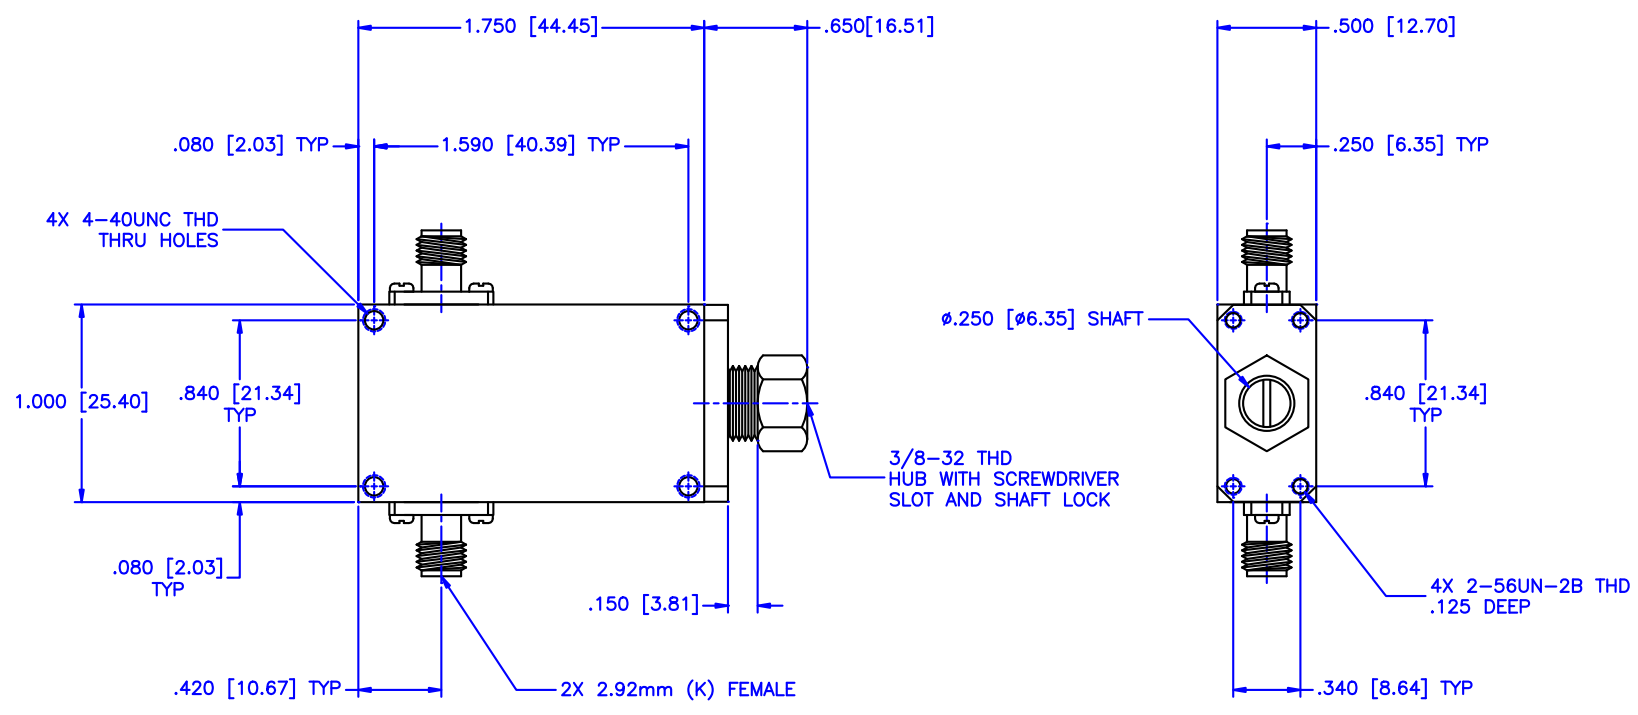 1.750 [44.45]
.650[16.51]
.500 [12.70]
.080 [2.03] TYP
1.590 [40.39] TYP
.250 [6.35] TYP
4X 4-40UNC THD
THRU HOLES
ø.250 [ø6.35] SHAFT
1.000 [25.40]
.840 [21.34]
TYP
.840 [21.34]
TYP
3/8-32 THD
HUB WITH SCREWDRIVER
SLOT AND SHAFT LOCK
.080 [2.03]
TYP
.150 [3.81]
4X 2-56UN-2B THD
.125 DEEP
.420 [10.67] TYP
2X 2.92mm (K) FEMALE
.340 [8.64] TYP